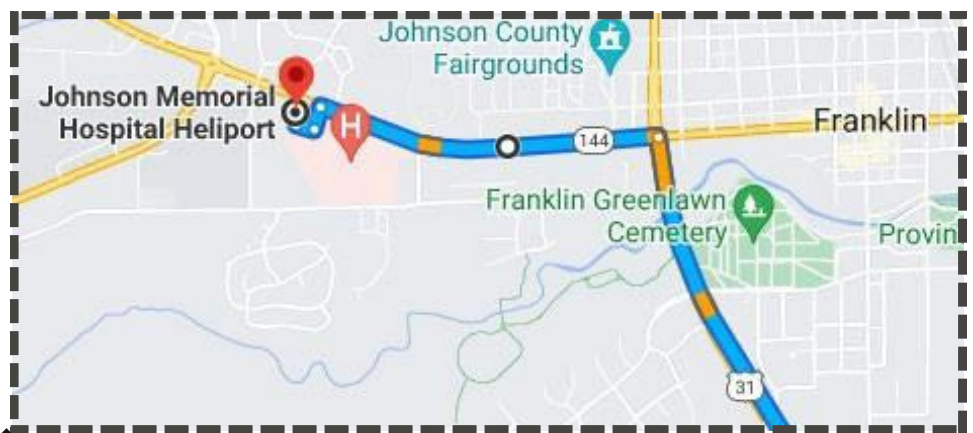 Johnson County
Fairgrounds
Johnson Memorial
Hospital Heliport
H
144
Franklin
Franklin Greenlawn
Cemetery
Provin
31